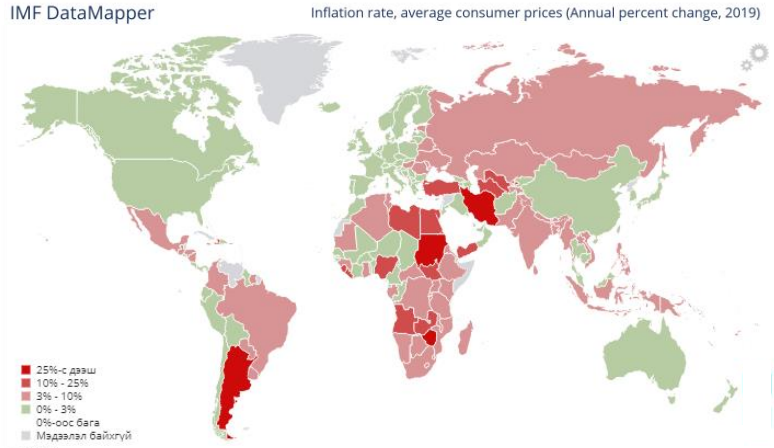 IMF DataMapper
Inflation rate, average consumer prices (Annual percent change, 2019)
25%-с дээш
10% - 25%
3% - 10%
0% - 3%
0%-оос бага
Мэдээлэл байхгүй